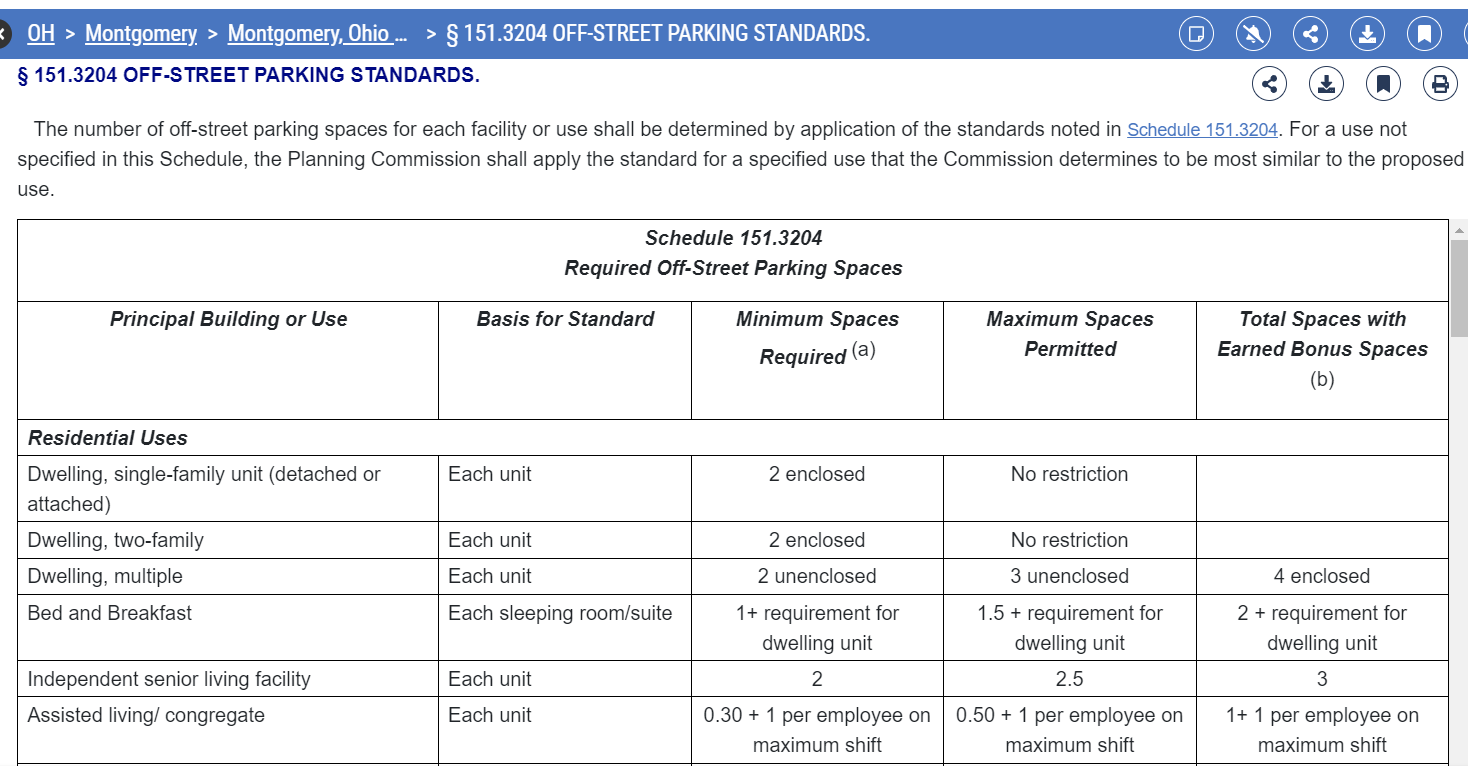 OH > Montgomery > Montgomery, Ohio ... > § 151.3204 OFF-STREET PARKING STANDARDS.
§ 151.3204 OFF-STREET PARKING STANDARDS.
The number of off-street parking spaces for each facility or use shall be determined by application of the standards noted in Schedule 151.3204. For a use not
specified in this Schedule, the Planning Commission shall apply the standard for a specified use that the Commission determines to be most similar to the proposed
use.
Schedule 151.3204
Required Off-Street Parking Spaces
Principal Building or Use Basis for Standard Minimum Spaces Maximum Spaces Total Spaces with
Required (a) Permitted Earned Bonus Spaces
(b)
Residential Uses
Dwelling, single-family unit (detached or Each unit 2 enclosed No restriction
attached)
Dwelling, two-family Each unit 2 enclosed No restriction
Dwelling, multiple Each unit 2 unenclosed 3 unenclosed 4 enclosed
Bed and Breakfast Each sleeping room/suite 1+ requirement for 1.5 + requirement for 2 + requirement for
dwelling unit dwelling unit dwelling unit
Independent senior living facility Each unit 2 2.5 3
Assisted living/ congregate Each unit 0.30 + 1 per employee on 0.50 + 1 per employee on 1+ 1 per employee on
maximum shift maximum shift maximum shift